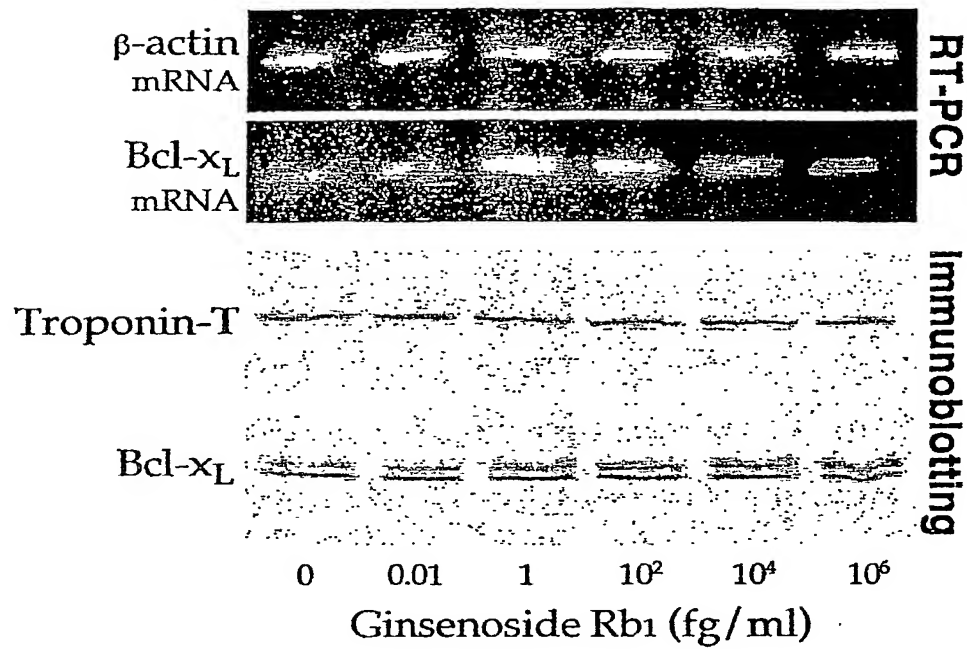 β-actin
mRNA
RT-PCR
Bcl-xL
mRNA
Troponin-T
Immunoblotting
Bcl-xL
0 0.01 1 10² 10⁴ 10⁶
Ginsenoside Rb1 (fg/ml)